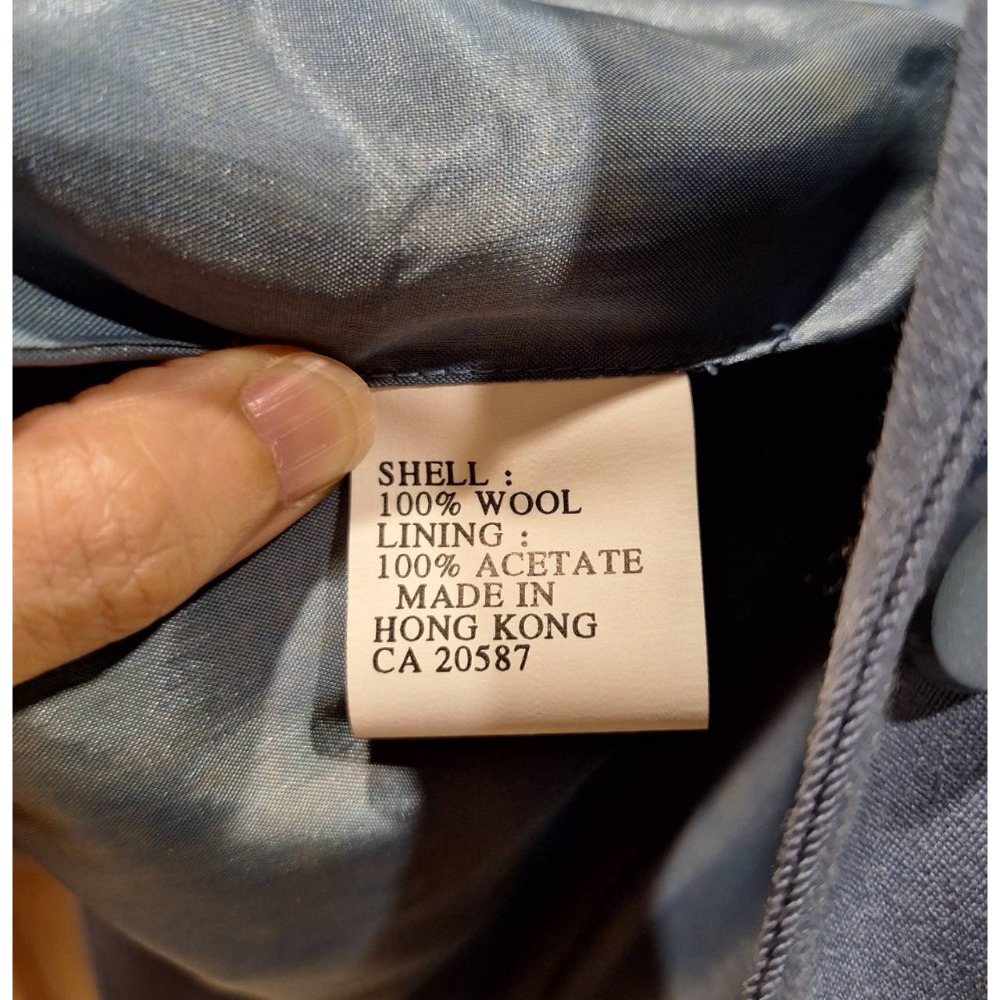 SHELL :
100% WOOL
LINING :
100% ACETATE
MADE IN
HONG KONG
CA 20587